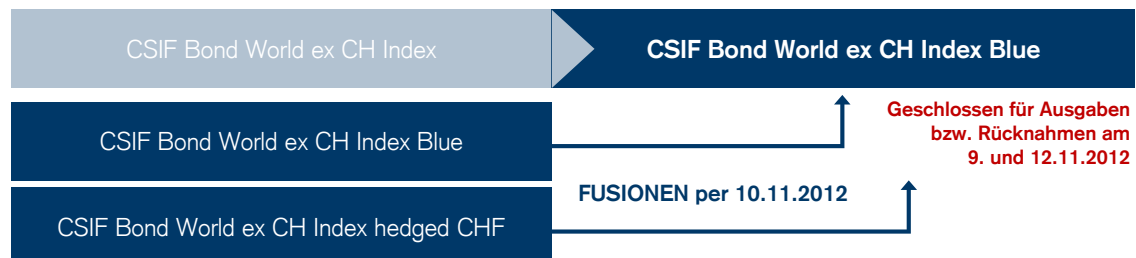 CSIF Bond World ex CH Index
CSIF Bond World ex CH Index Blue
CSIF Bond World ex CH Index Blue
Geschlossen für Ausgaben
bzw. Rücknahmen am
9. und 12.11.2012
FUSIONEN per 10.11.2012
CSIF Bond World ex CH Index hedged CHF